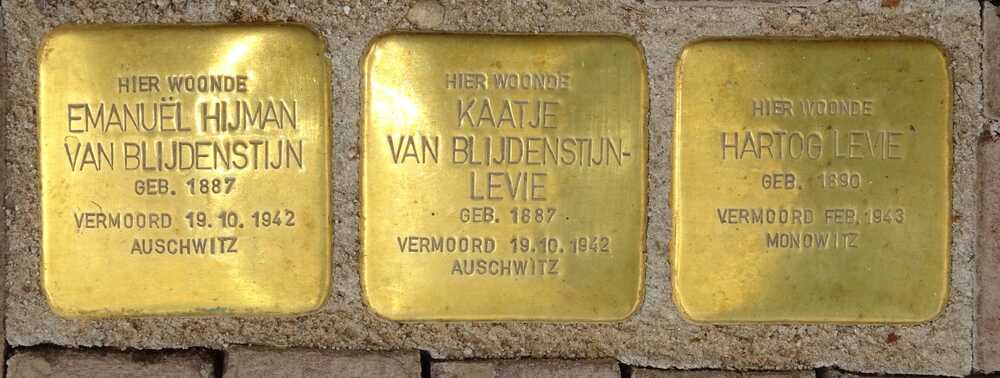 HIER WOONDE
EMANUËL HIJMAN
VAN BLIJDENSTIJN
GEB. 1887
VERMOORD 19.10.1942
AUSCHWITZ
HIER WOONDE
KAATJE
VAN BLIJDENSTIJN-
LEVIE
GEB. 1887
VERMOORD 19.10.1942
AUSCHWITZ
HIER WOONDE
HARTOG LEVIE
GEB. 1890
VERMOORD FEB. 1943
MONOWITZ